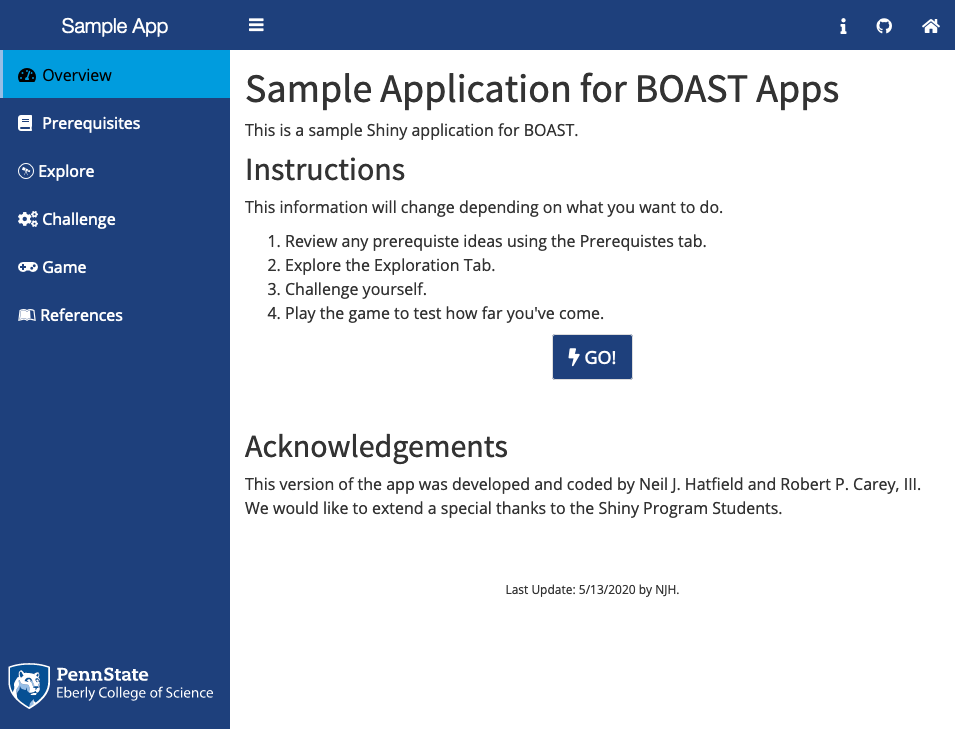 Sample App
Overview
Prerequisites
Explore
Challenge
Game
References
PennState
Eberly College of Science
Sample Application for BOAST Apps
This is a sample Shiny application for BOAST.
Instructions
This information will change depending on what you want to do.
1. Review any prerequiste ideas using the Prerequistes tab.
2. Explore the Exploration Tab.
3. Challenge yourself.
4. Play the game to test how far you've come.
GO!
Acknowledgements
This version of the app was developed and coded by Neil J. Hatfield and Robert P. Carey, III.
We would like to extend a special thanks to the Shiny Program Students.
Last Update: 5/13/2020 by NJH.